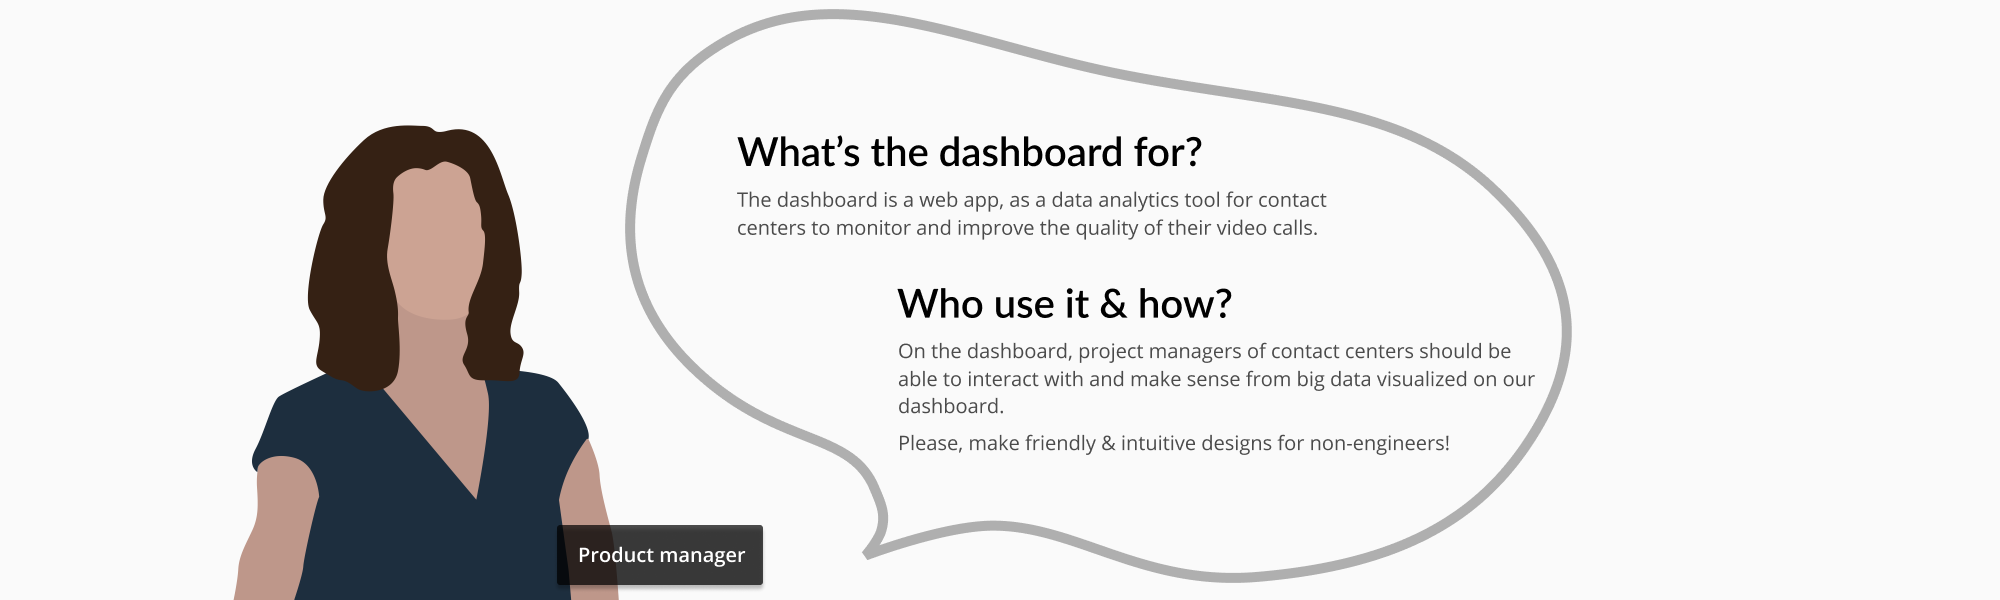 What’s the dashboard for?
The dashboard is a web app, as a data analytics tool for contact
centers to monitor and improve the quality of their video calls.
Who use it & how?
On the dashboard, project managers of contact centers should be
able to interact with and make sense from big data visualized on our
dashboard.
Please, make friendly & intuitive designs for non-engineers!
Product manager